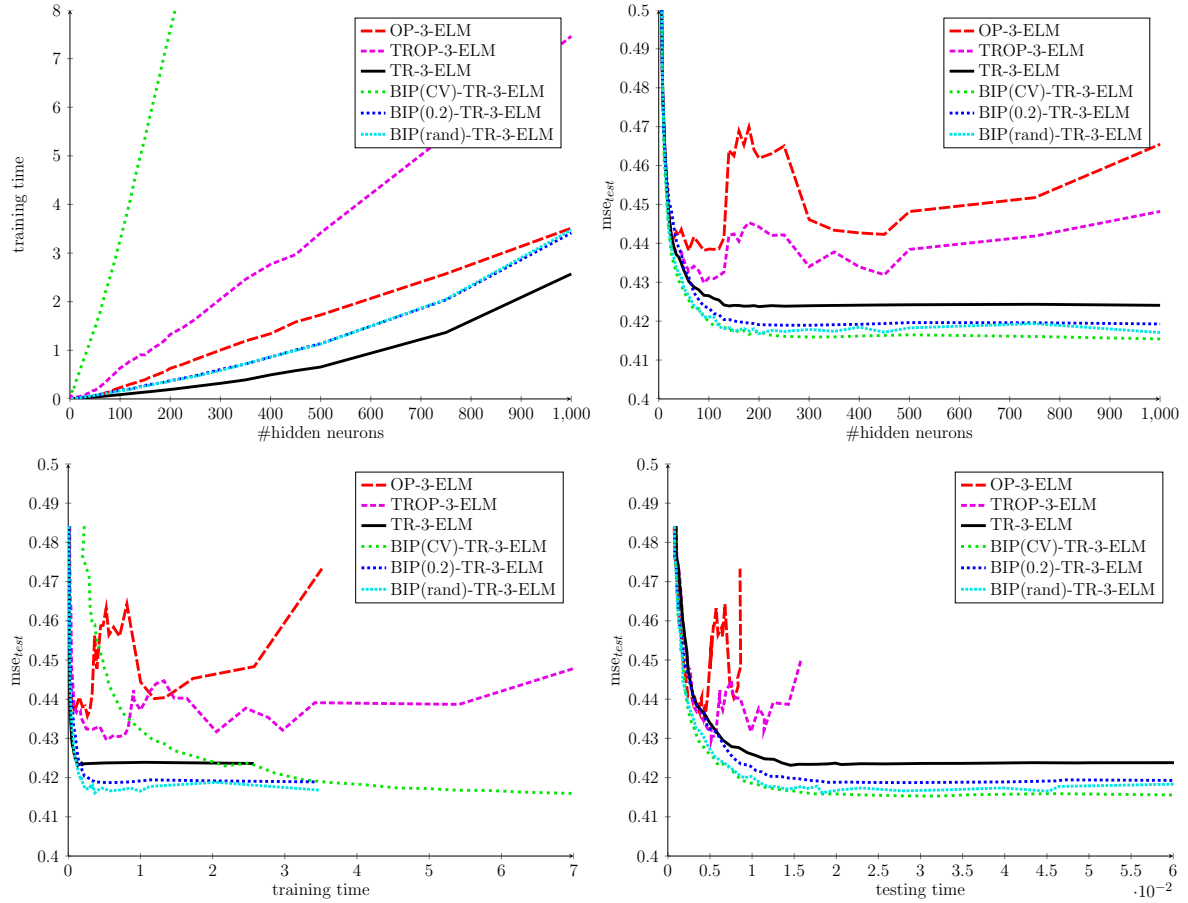 8
7
6
5
4
3
2
1
0
0 100 200 300 400 500 600 700 800 900 1,000
training time
#hidden neurons
OP-3-ELM
TROP-3-ELM
TR-3-ELM
BIP(CV)-TR-3-ELM
BIP(0.2)-TR-3-ELM
BIP(rand)-TR-3-ELM
0.5
0.49
0.48
0.47
0.46
0.45
0.44
0.43
0.42
0.41
0.4
0 100 200 300 400 500 600 700 800 900 1,000
mse_test
#hidden neurons
OP-3-ELM
TROP-3-ELM
TR-3-ELM
BIP(CV)-TR-3-ELM
BIP(0.2)-TR-3-ELM
BIP(rand)-TR-3-ELM
0.5
0.49
0.48
0.47
0.46
0.45
0.44
0.43
0.42
0.41
0.4
0 1 2 3 4 5 6 7
mse_test
training time
OP-3-ELM
TROP-3-ELM
TR-3-ELM
BIP(CV)-TR-3-ELM
BIP(0.2)-TR-3-ELM
BIP(rand)-TR-3-ELM
0.5
0.49
0.48
0.47
0.46
0.45
0.44
0.43
0.42
0.41
0.4
0 0.5 1 1.5 2 2.5 3 3.5 4 4.5 5 5.5 6
·10⁻²
mse_test
testing time
OP-3-ELM
TROP-3-ELM
TR-3-ELM
BIP(CV)-TR-3-ELM
BIP(0.2)-TR-3-ELM
BIP(rand)-TR-3-ELM